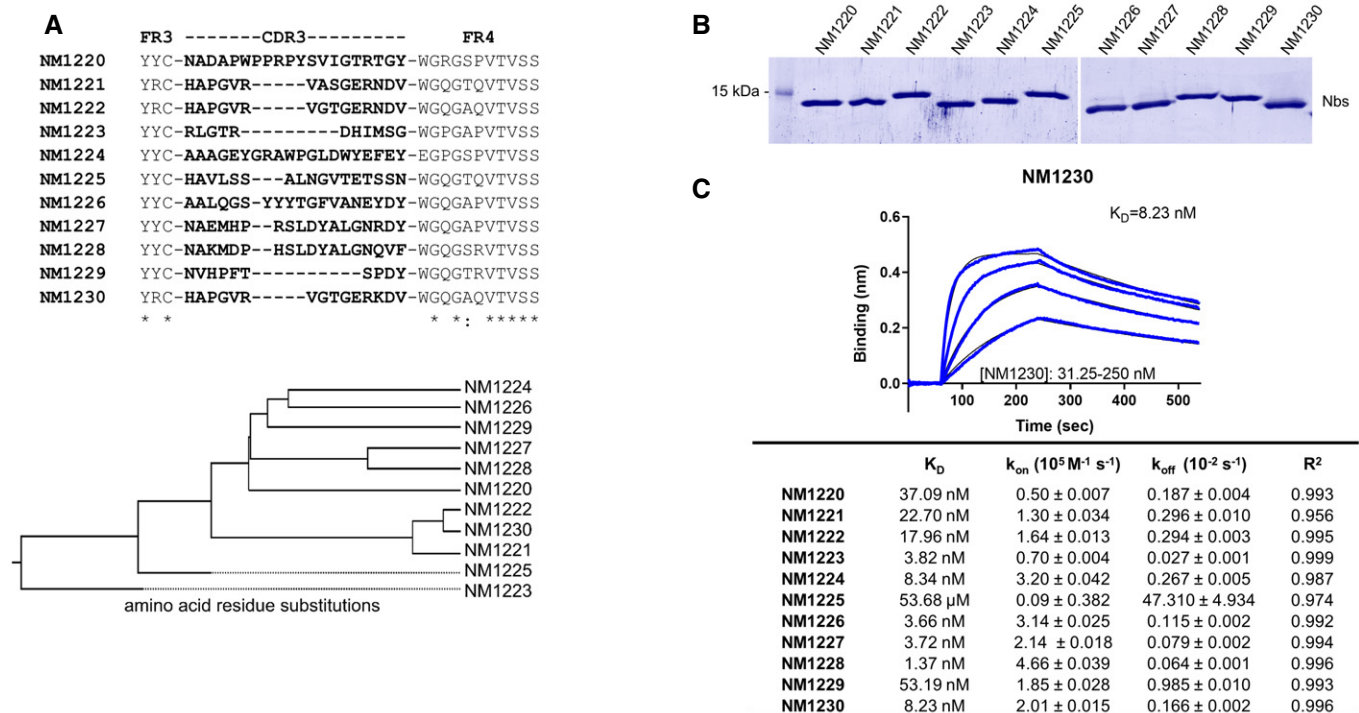 A
FR3 --------CDR3---------- FR4
NM1220 YYC-NADAPWPPRPYSVIGTRTGY-WGRGSPVTVSS
NM1221 YRC-HAPGVR-----VASGERNDV-WGQGTQVTVSS
NM1222 YRC-HAPGVR-----VGTGERNDV-WGQGAQVTVSS
NM1223 YYC-RLGTR---------DHIMSG-WGPGAPVTVSS
NM1224 YYC-AAAGEYGRAWPGLDWYEFEY-EGPGSPVTVSS
NM1225 YYC-HAVLSS---ALNGVTETSSN-WGQGTQVTVSS
NM1226 YYC-AALQGS-YYYTGFVANEYDY-WGQGAPVTVSS
NM1227 YYC-NAEMHP--RSLDYALGNRDY-WGQGAPVTVSS
NM1228 YYC-NAKMDP--HSLDYALGNQVF-WGQGSRVTVSS
NM1229 YYC-NVHPFT-----------SPDY-WGQGTRVTVSS
NM1230 YRC-HAPGVR-----VGTGERKDV-WGQGAQVTVSS
* * * *: *****
NM1224
NM1226
NM1229
NM1227
NM1228
NM1220
NM1222
NM1230
NM1221
NM1225
NM1223
amino acid residue substitutions
B
NM1220 NM1221 NM1222 NM1223 NM1224 NM1225 NM1226 NM1227 NM1228 NM1229 NM1230
15 kDa -
Nbs
C
NM1230
K_D=8.23 nM
Binding (nm)
0.6
0.4
0.2
0.0
[NM1230]: 31.25-250 nM
100 200 300 400 500
Time (sec)
K_D k_on (10⁵ M⁻¹ s⁻¹) k_off (10⁻² s⁻¹) R²
NM1220 37.09 nM 0.50 ± 0.007 0.187 ± 0.004 0.993
NM1221 22.70 nM 1.30 ± 0.034 0.296 ± 0.010 0.956
NM1222 17.96 nM 1.64 ± 0.013 0.294 ± 0.003 0.995
NM1223 3.82 nM 0.70 ± 0.004 0.027 ± 0.001 0.999
NM1224 8.34 nM 3.20 ± 0.042 0.267 ± 0.005 0.987
NM1225 53.68 µM 0.09 ± 0.382 47.310 ± 4.934 0.974
NM1226 3.66 nM 3.14 ± 0.025 0.115 ± 0.002 0.992
NM1227 3.72 nM 2.14 ± 0.018 0.079 ± 0.002 0.994
NM1228 1.37 nM 4.66 ± 0.039 0.064 ± 0.001 0.996
NM1229 53.19 nM 1.85 ± 0.028 0.985 ± 0.010 0.993
NM1230 8.23 nM 2.01 ± 0.015 0.166 ± 0.002 0.996